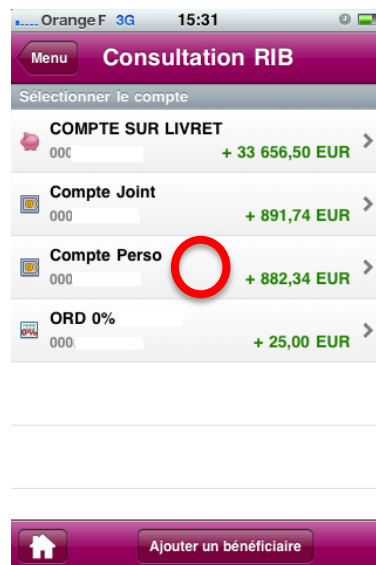 Orange F 3G 15:31
Menu Consultation RIB
Sélectionner le compte
COMPTE SUR LIVRET
000 + 33 656,50 EUR
Compte Joint
000 + 891,74 EUR
Compte Perso
000 + 882,34 EUR
ORD 0%
0% 000 + 25,00 EUR
Ajouter un bénéficiaire